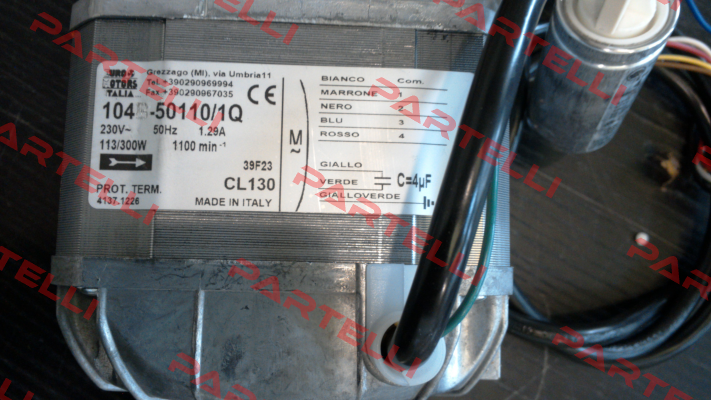 EURO MOTORS ITALIA
Grezzago (MI), via Umbria11
Tel. +390290969994
Fax +390290967035
CE
104 -50110/1Q
230V~ 50Hz 1.29A
113/300W 1100 min⁻¹
39F23
PROT. TERM. CL130
4137.1226 MADE IN ITALY
M
~
BIANCO Com.
MARRONE 1
NERO 2
BLU 3
ROSSO 4
GIALLO
VERDE C=4µF
GIALLOVERDE
PARTELLI
PARTELLI
PARTELLI
PARTELLI
PARTELLI
PARTELLI
PARTELLI
PARTELLI